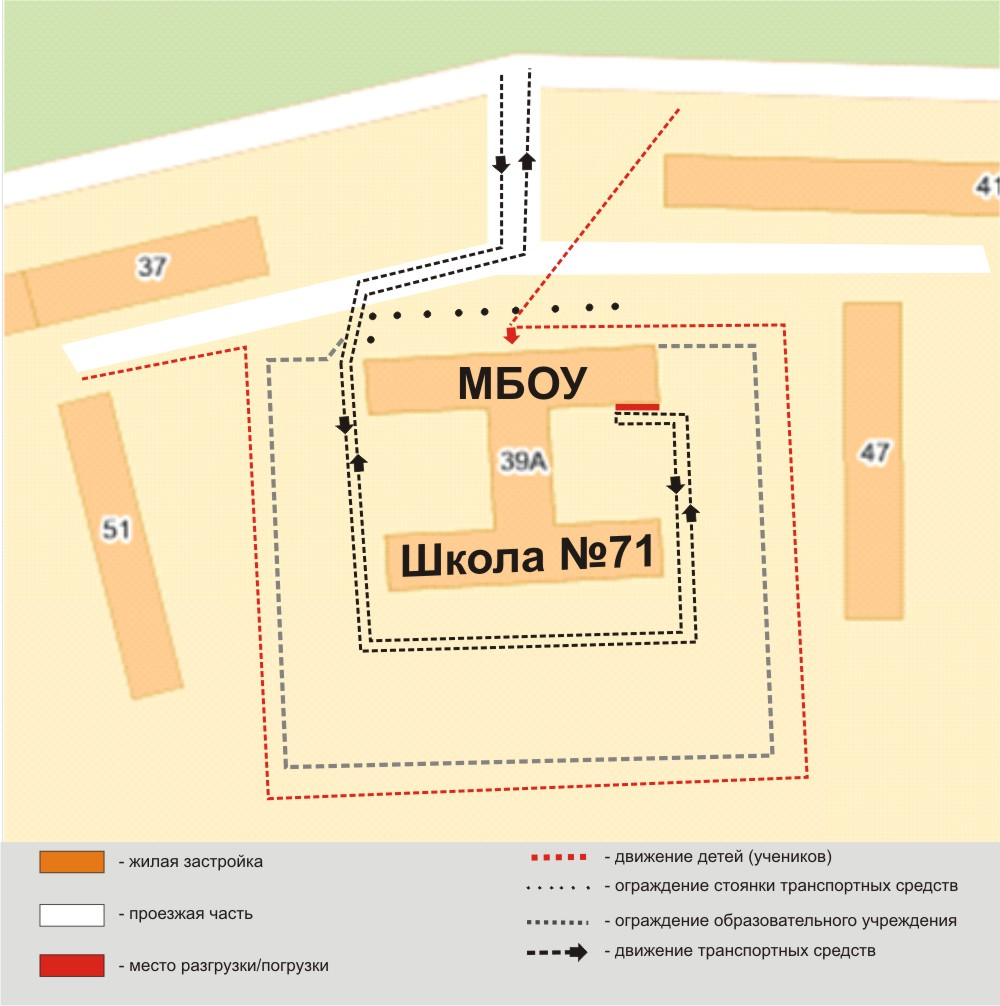 41
37
МБОУ
39А
47
51
Школа №71
- жилая застройка
- проезжая часть
- место разгрузки/погрузки
- движение детей (учеников)
- ограждение стоянки транспортных средств
- ограждение образовательного учреждения
- движение транспортных средств